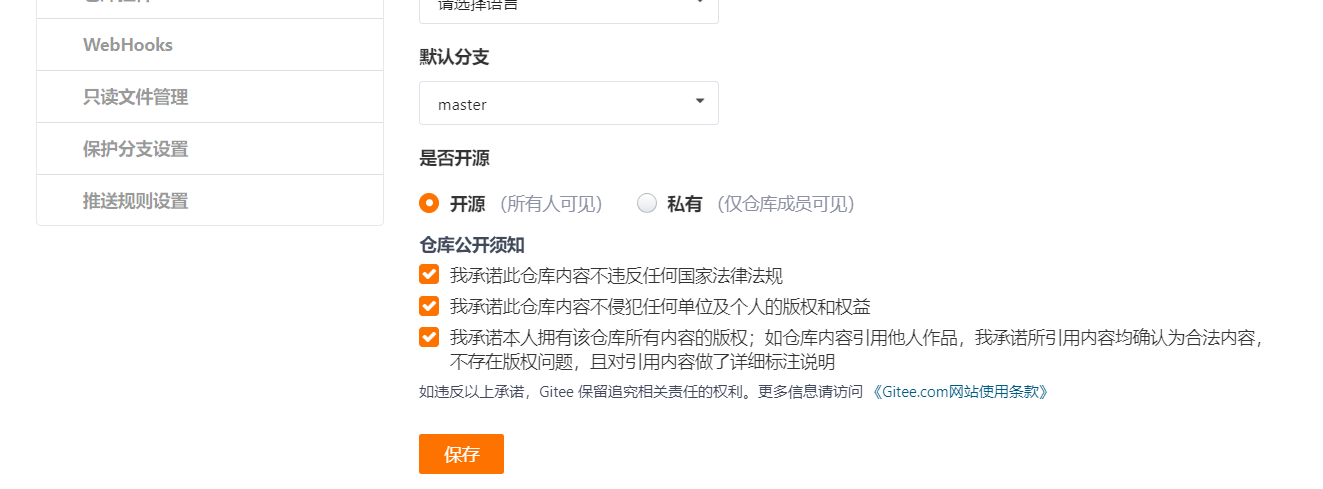 请选择语言
WebHooks
只读文件管理
保护分支设置
推送规则设置
默认分支
master
是否开源
开源 (所有人可见) 私有 (仅仓库成员可见)
仓库公开须知
我承诺此仓库内容不违反任何国家法律法规
我承诺此仓库内容不侵犯任何单位及个人的版权和权益
我承诺本人拥有该仓库所有内容的版权；如仓库内容引用他人作品，我承诺所引用内容均确认为合法内容，
不存在版权问题，且对引用内容做了详细标注说明
如违反以上承诺，Gitee 保留追究相关责任的权利。更多信息请访问 《Gitee.com网站使用条款》
保存